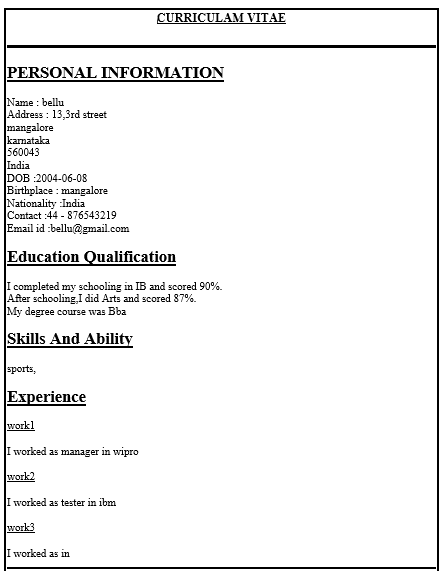 CURRICULAM VITAE
PERSONAL INFORMATION
Name : bellu
Address : 13,3rd street
mangalore
karnataka
560043
India
DOB :2004-06-08
Birthplace : mangalore
Nationality :India
Contact :44 - 876543219
Email id :bellu@gmail.com
Education Qualification
I completed my schooling in IB and scored 90%.
After schooling,I did Arts and scored 87%.
My degree course was Bba
Skills And Ability
sports,
Experience
work1
I worked as manager in wipro
work2
I worked as tester in ibm
work3
I worked as in